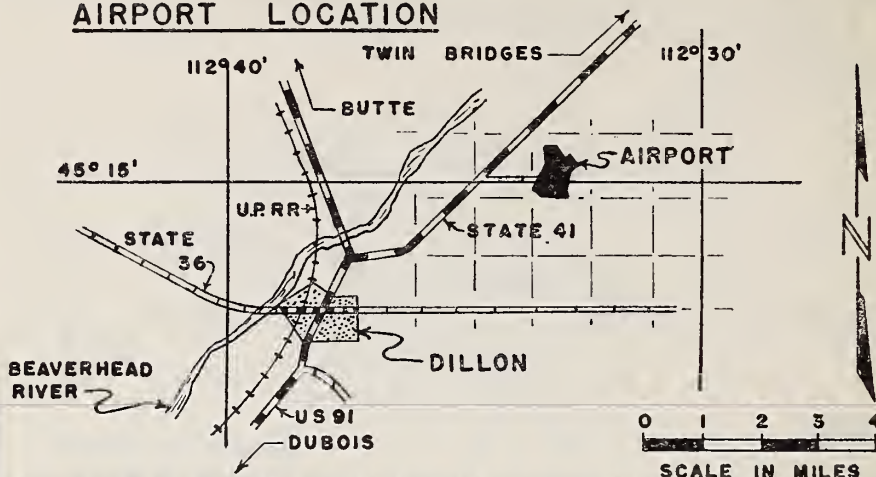 AIRPORT LOCATION
TWIN BRIDGES
112° 40'
112° 30'
BUTTE
45° 15'
AIRPORT
U.P. RR
STATE 41
STATE
36
DILLON
BEAVERHEAD
RIVER
US 91
DUBOIS
N
0 1 2 3 4
SCALE IN MILES